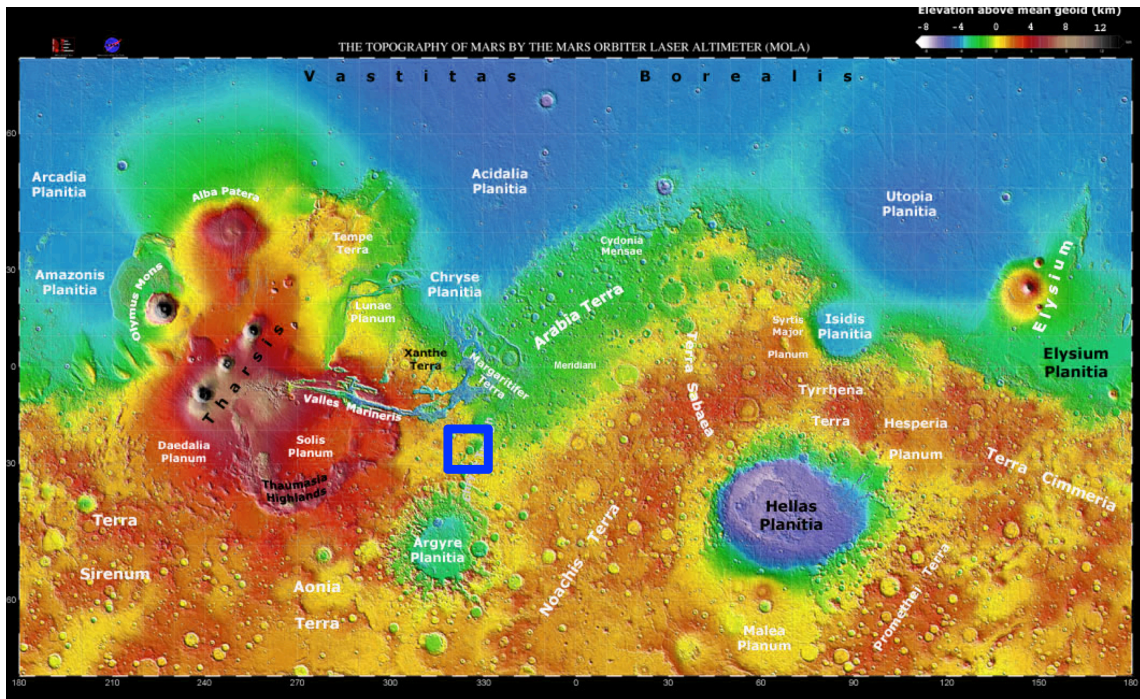 Elevation above mean geoid (km)
-8 -4 0 4 8 12
THE TOPOGRAPHY OF MARS BY THE MARS ORBITER LASER ALTIMETER (MOLA)
Vastitas Borealis
60
Arcadia
Planitia
Acidalia
Planitia
Utopia
Planitia
Alba Patera
Tempe
Terra
Cydonia
Mensae
30
Amazonis
Planitia
Olymus Mons
Chryse
Planitia
Lunae
Planum
Arabia Terra
Syrtis
Major
Planum
Isidis
Planitia
Elysium
Elysium
Planitia
Tharsis
Xanthe
Terra
Margaritifer
Terra
Meridiani
Terra Sabaea
0
Valles Marineris
Tyrrhena
Terra
Hesperia
Planum
Daedalia
Planum
Solis
Planum
30
Thaumasia
Highlands
Terra Cimmeria
Terra
Sirenum
Argyre
Planitia
Hellas
Planitia
Noachis Terra
Aonia
Terra
60
Promethei Terra
Malea
Planum
180 210 240 270 300 330 0 30 60 90 120 150 180